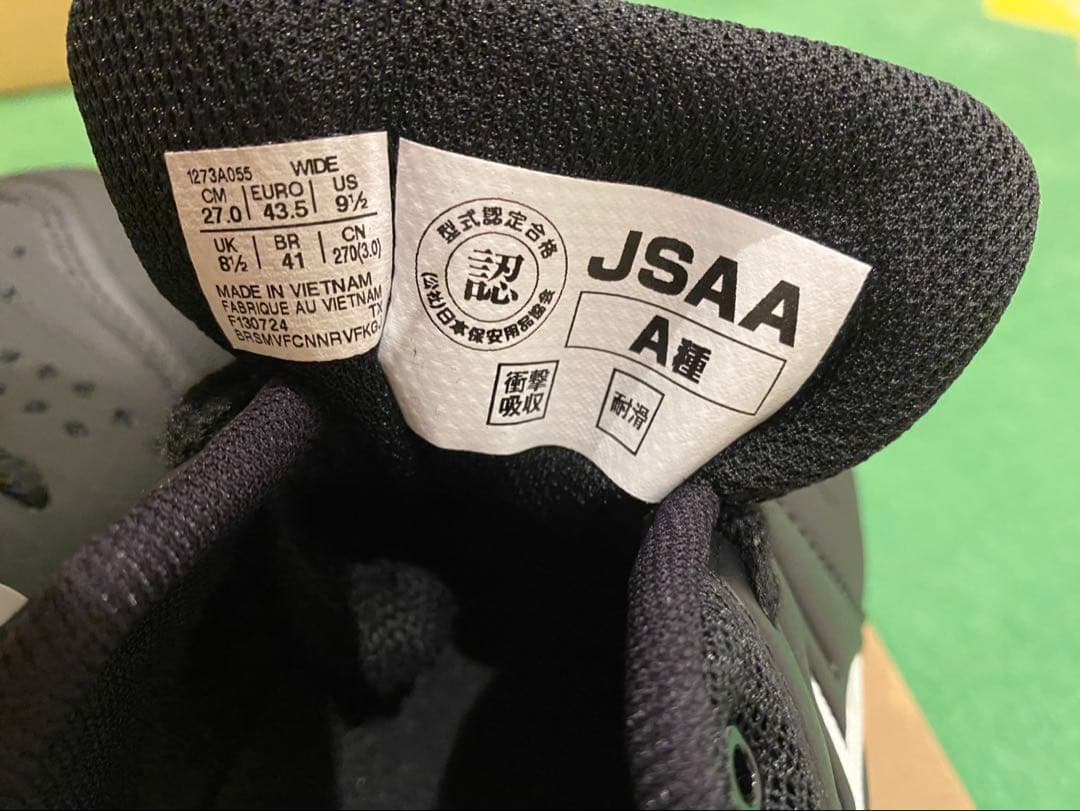 1273A055 WIDE
CM EURO US
27.0 43.5 9½
UK BR CN
8½ 41 270(3.0)
MADE IN VIETNAM
FABRIQUE AU VIETNAM
F130724 TX
BRSMVFCNNRVFKG
型式認定合格
認
公社日本保安用品協会
JSAA
A種
衝撃
吸収
耐滑